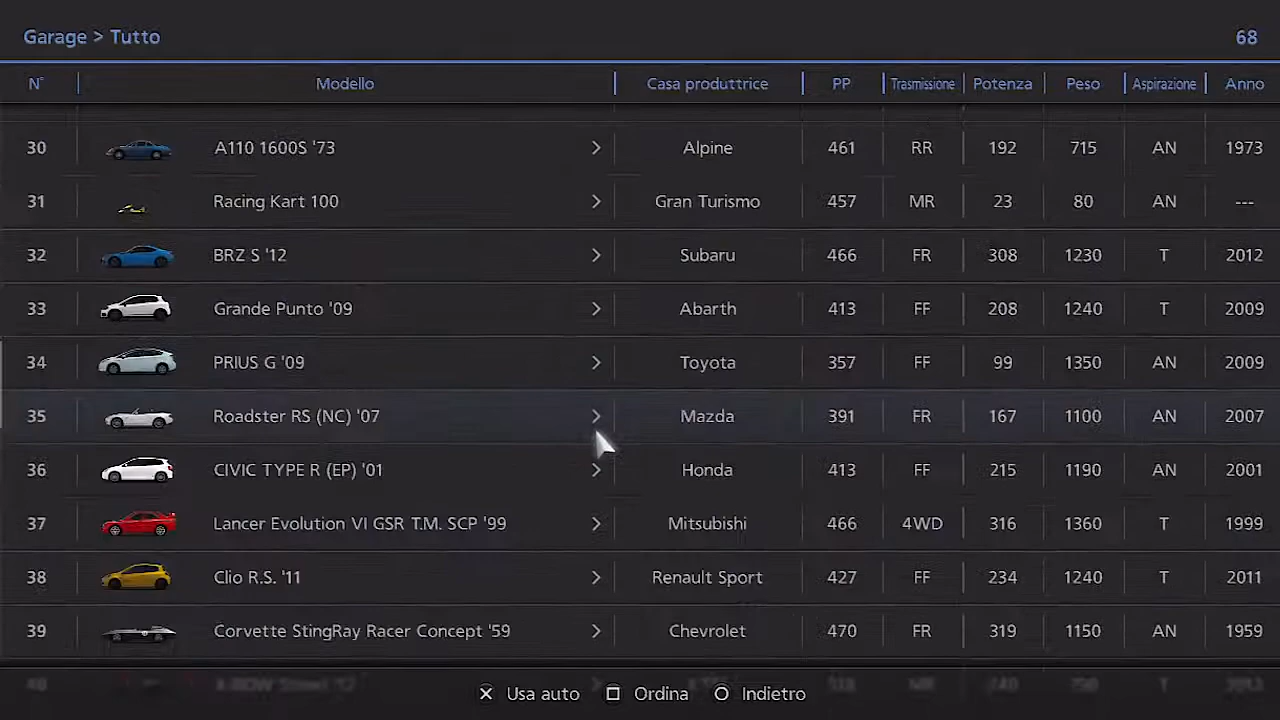 Garage > Tutto 68
N° Modello Casa produttrice PP Trasmissione Potenza Peso Aspirazione Anno
30 A110 1600S '73 Alpine 461 RR 192 715 AN 1973
31 Racing Kart 100 Gran Turismo 457 MR 23 80 AN ---
32 BRZ S '12 Subaru 466 FR 308 1230 T 2012
33 Grande Punto '09 Abarth 413 FF 208 1240 T 2009
34 PRIUS G '09 Toyota 357 FF 99 1350 AN 2009
35 Roadster RS (NC) '07 Mazda 391 FR 167 1100 AN 2007
36 CIVIC TYPE R (EP) '01 Honda 413 FF 215 1190 AN 2001
37 Lancer Evolution VI GSR T.M. SCP '99 Mitsubishi 466 4WD 316 1360 T 1999
38 Clio R.S. '11 Renault Sport 427 FF 234 1240 T 2011
39 Corvette StingRay Racer Concept '59 Chevrolet 470 FR 319 1150 AN 1959
Usa auto Ordina Indietro